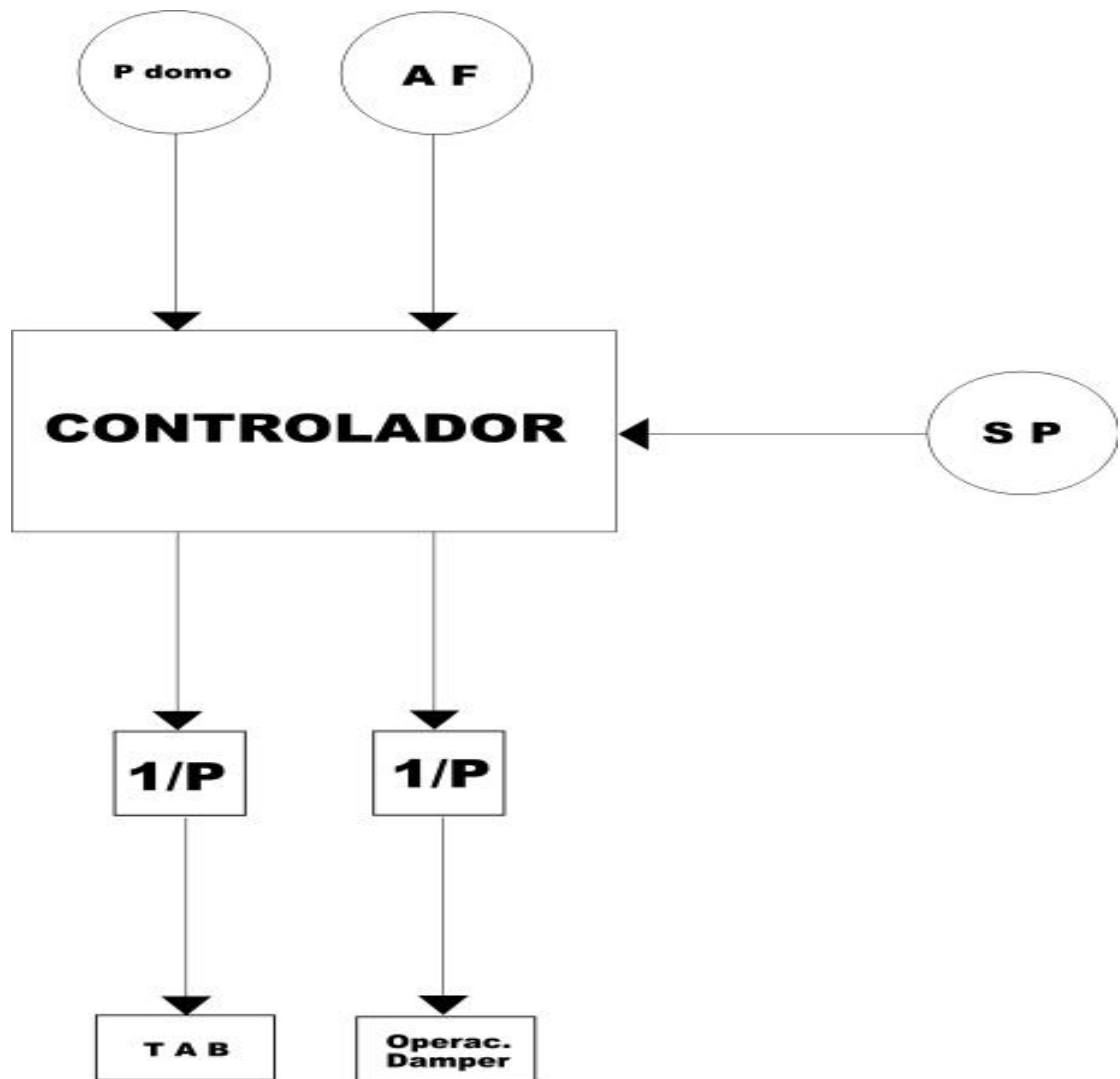 P domo
A F
CONTROLADOR
S P
1/P
1/P
T A B
Operac.
Damper